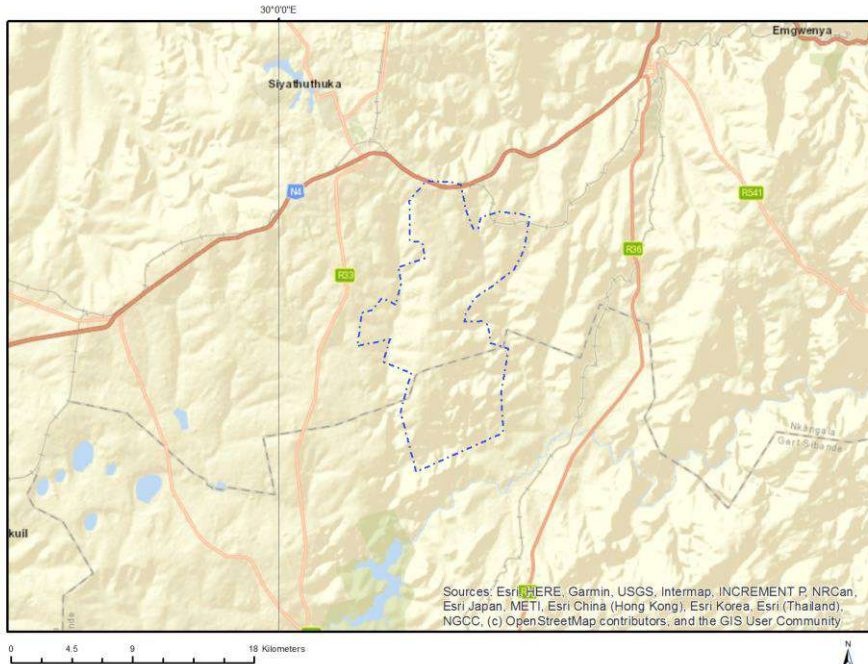 30°0'0"E
Emgwenya
Siyathuthuka
N4
R541
R36
R33
Nkangala
Gert Sibande
kuil
Sources: Esri, HERE, Garmin, USGS, Intermap, INCREMENT P, NRCan,
Esri Japan, METI, Esri China (Hong Kong), Esri Korea, Esri (Thailand),
NGCC, (c) OpenStreetMap contributors, and the GIS User Community
0 4.5 9 18 Kilometers
N